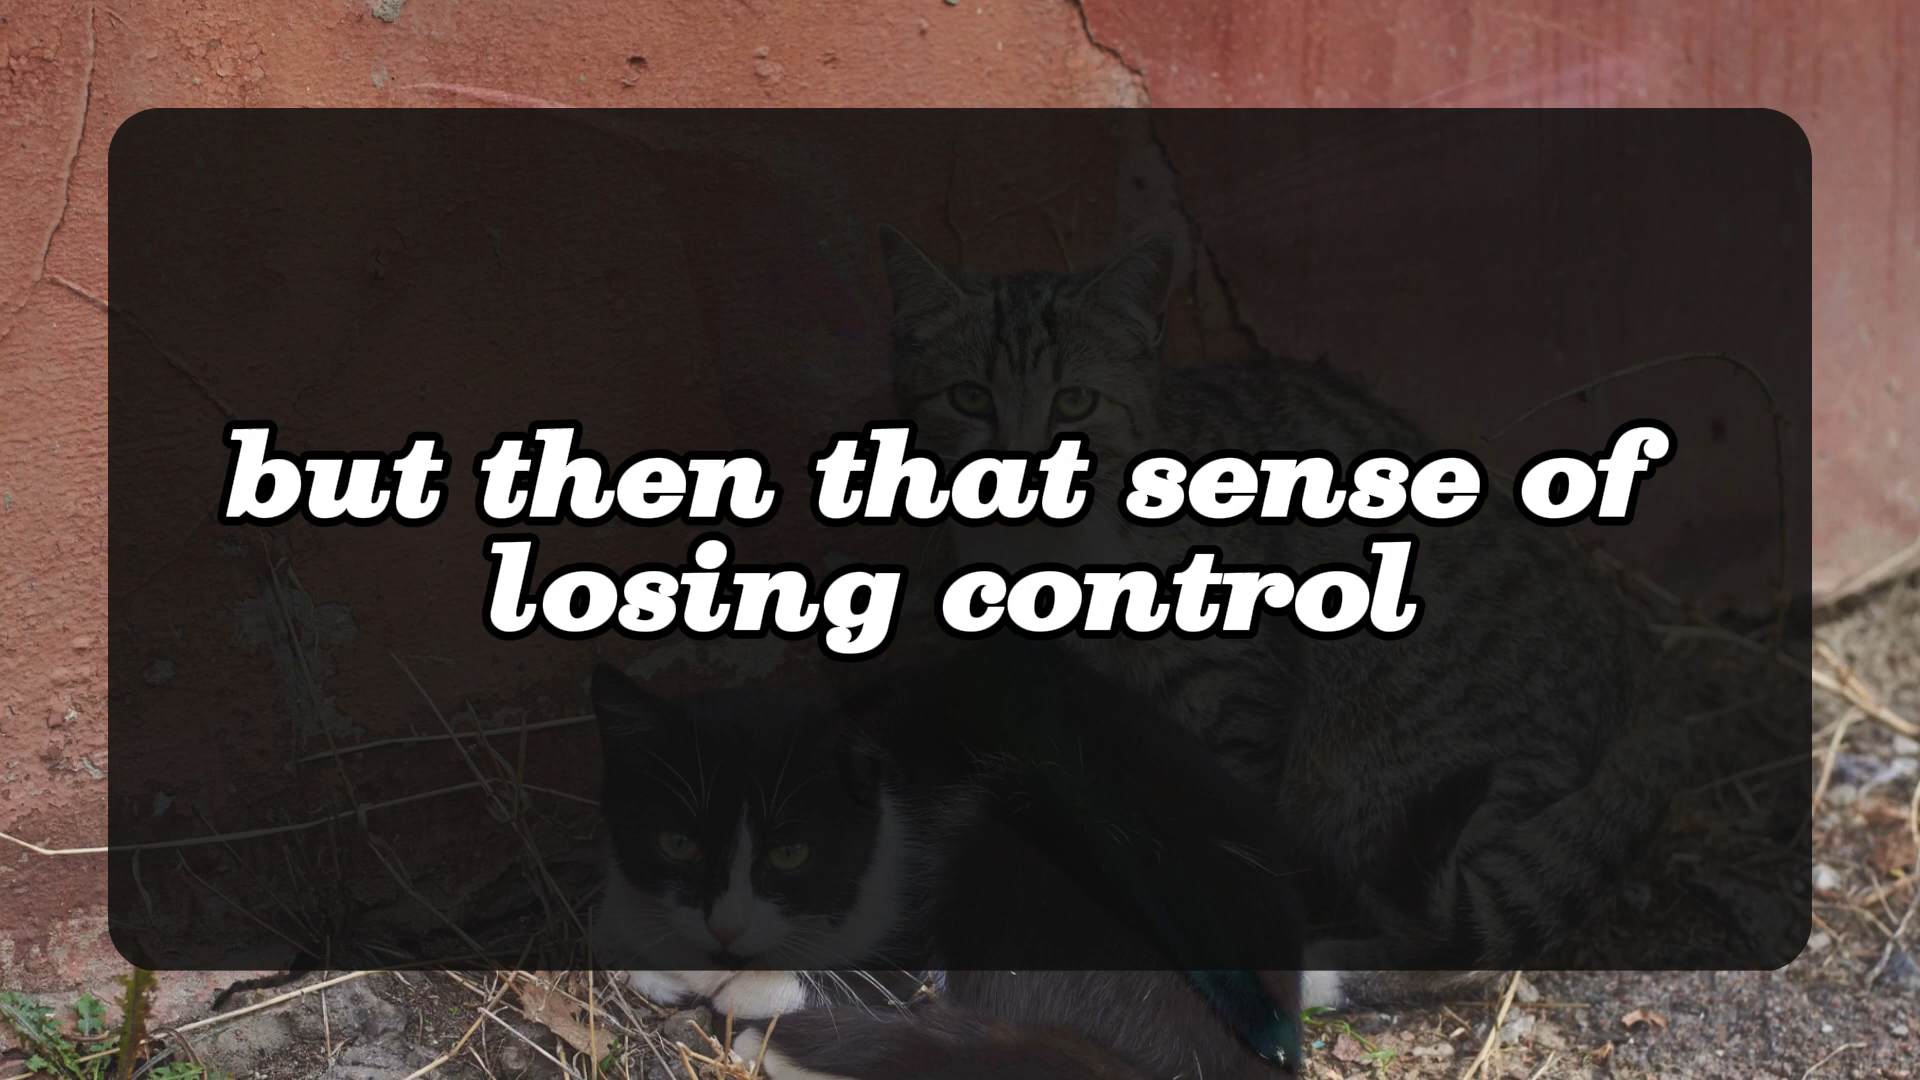 but then that sense of
losing control